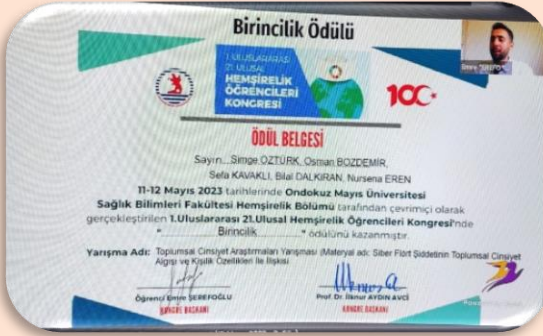 Birincilik Ödülü
1. ULUSLARARASI
21. ULUSAL
HEMŞİRELİK
ÖĞRENCİLERİ
KONGRESİ
100
ÖDÜL BELGESİ
Sayın... Simge ÖZTÜRK, Osman BOZDEMİR,
Sefa KAVAKLI, Bilal DALKIRAN, Nursena EREN
11-12 Mayıs 2023 tarihlerinde Ondokuz Mayıs Üniversitesi
Sağlık Bilimleri Fakültesi Hemşirelik Bölümü tarafından çevrimiçi olarak
gerçekleştirilen 1.Uluslararası 21.Ulusal Hemşirelik Öğrencileri Kongresi'nde
"Birincilik" ödülünü kazanmıştır.
Yarışma Adı: Toplumsal Cinsiyet Araştırmaları Yarışması (Materyal adı: Siber Flört Şiddetinin Toplumsal Cinsiyet
Algısı ve Kişilik Özellikleri İle İlişkisi
Öğrenci Emre ŞEREFOĞLU
KONGRE BAŞKANI
Prof. Dr. İlknur AYDIN AVCİ
KONGRE BAŞKANI